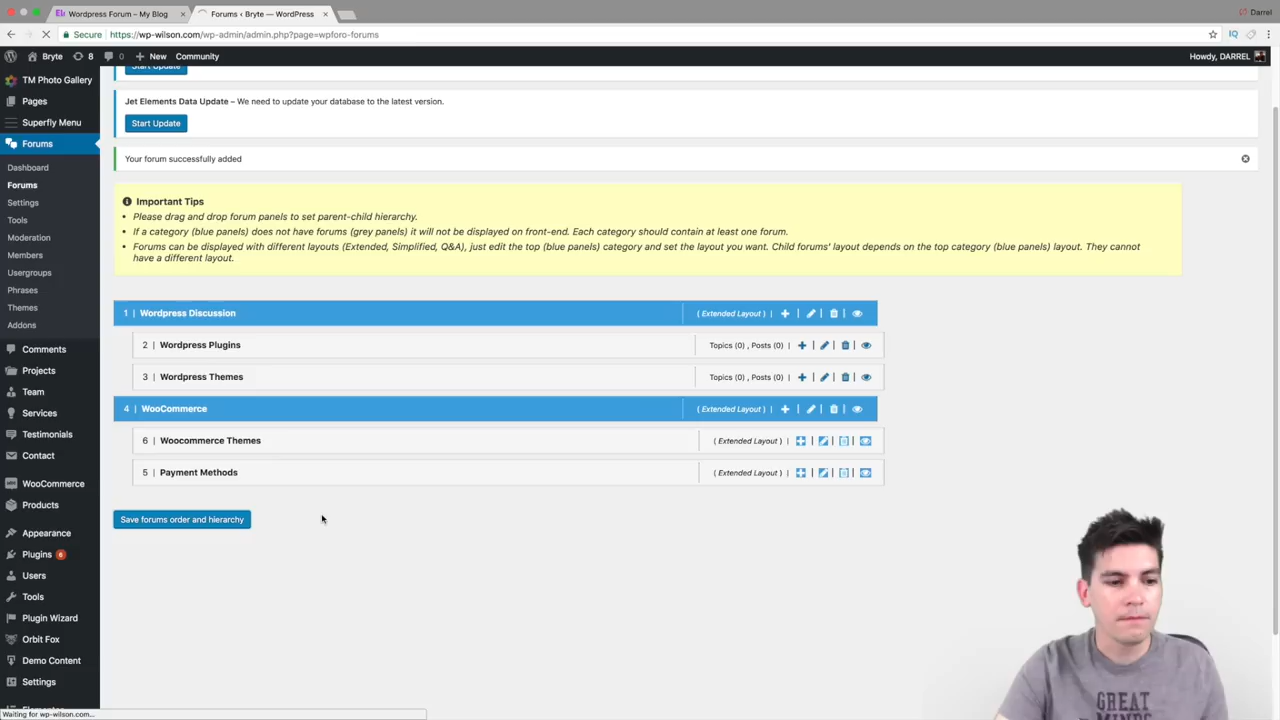 Wordpress Forum – My Blog ×
Forums ‹ Bryte — WordPress ×
Darrel
Secure | https://wp-wilson.com/wp-admin/admin.php?page=wpforo-forums
Bryte 8 0 + New Community
Howdy, DARREL
TM Photo Gallery
Pages
Superfly Menu
Forums
Dashboard
Forums
Settings
Tools
Moderation
Members
Usergroups
Phrases
Themes
Addons
Comments
Projects
Team
Services
Testimonials
Contact
WooCommerce
Products
Appearance
Plugins 6
Users
Tools
Plugin Wizard
Orbit Fox
Demo Content
Settings
Start Update
Jet Elements Data Update – We need to update your database to the latest version.
Start Update
Your forum successfully added
Important Tips
• Please drag and drop forum panels to set parent-child hierarchy.
• If a category (blue panels) does not have forums (grey panels) it will not be displayed on front-end. Each category should contain at least one forum.
• Forums can be displayed with different layouts (Extended, Simplified, Q&A), just edit the top (blue panels) category and set the layout you want. Child forums' layout depends on the top category (blue panels) layout. They cannot
have a different layout.
1 | Wordpress Discussion ( Extended Layout ) | | | |
2 | Wordpress Plugins Topics (0) , Posts (0) | | | |
3 | Wordpress Themes Topics (0) , Posts (0) | | | |
4 | WooCommerce ( Extended Layout ) | | | |
6 | Woocommerce Themes ( Extended Layout ) | | | |
5 | Payment Methods ( Extended Layout ) | | | |
Save forums order and hierarchy
GREAT
Waiting for wp-wilson.com...